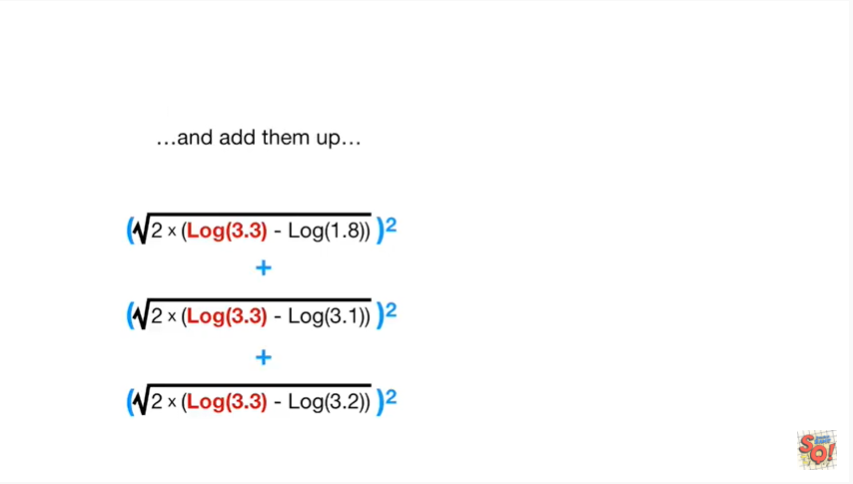 …and add them up…
(√2 x (Log(3.3) - Log(1.8)) )²
+
(√2 x (Log(3.3) - Log(3.1)) )²
+
(√2 x (Log(3.3) - Log(3.2)) )²
SO!